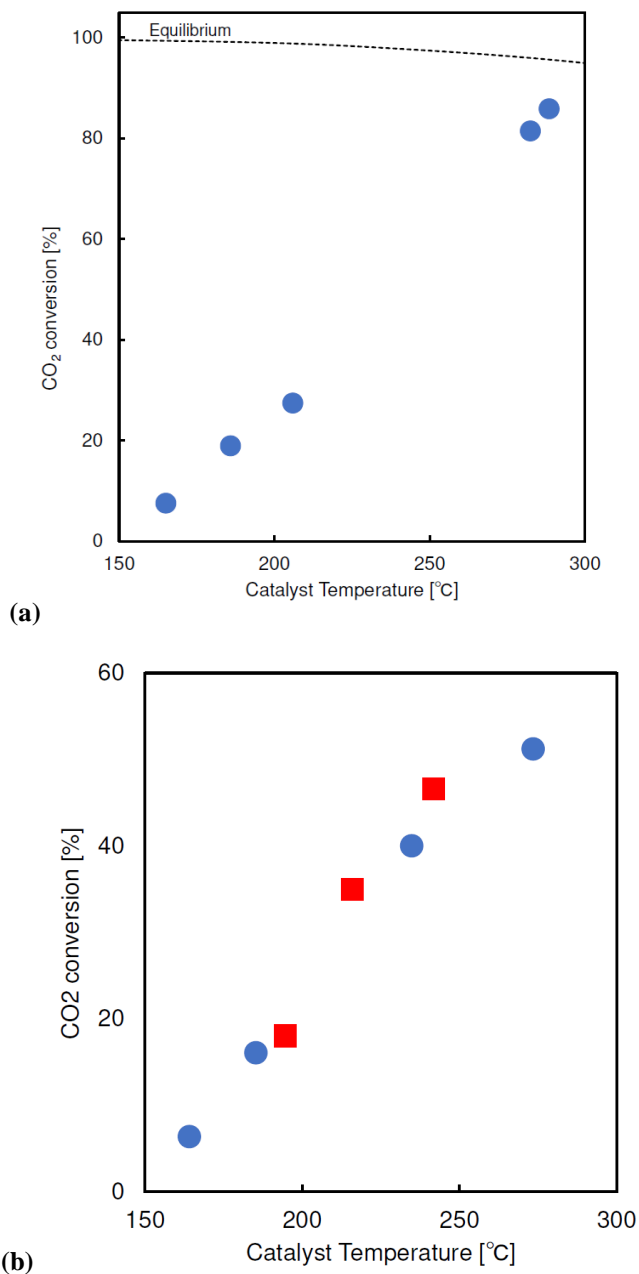 100
Equilibrium
80
60
40
20
0
CO₂ conversion [%]
150
200
250
300
Catalyst Temperature [℃]
(a)
60
40
20
0
CO2 conversion [%]
150
200
250
300
Catalyst Temperature [℃]
(b)